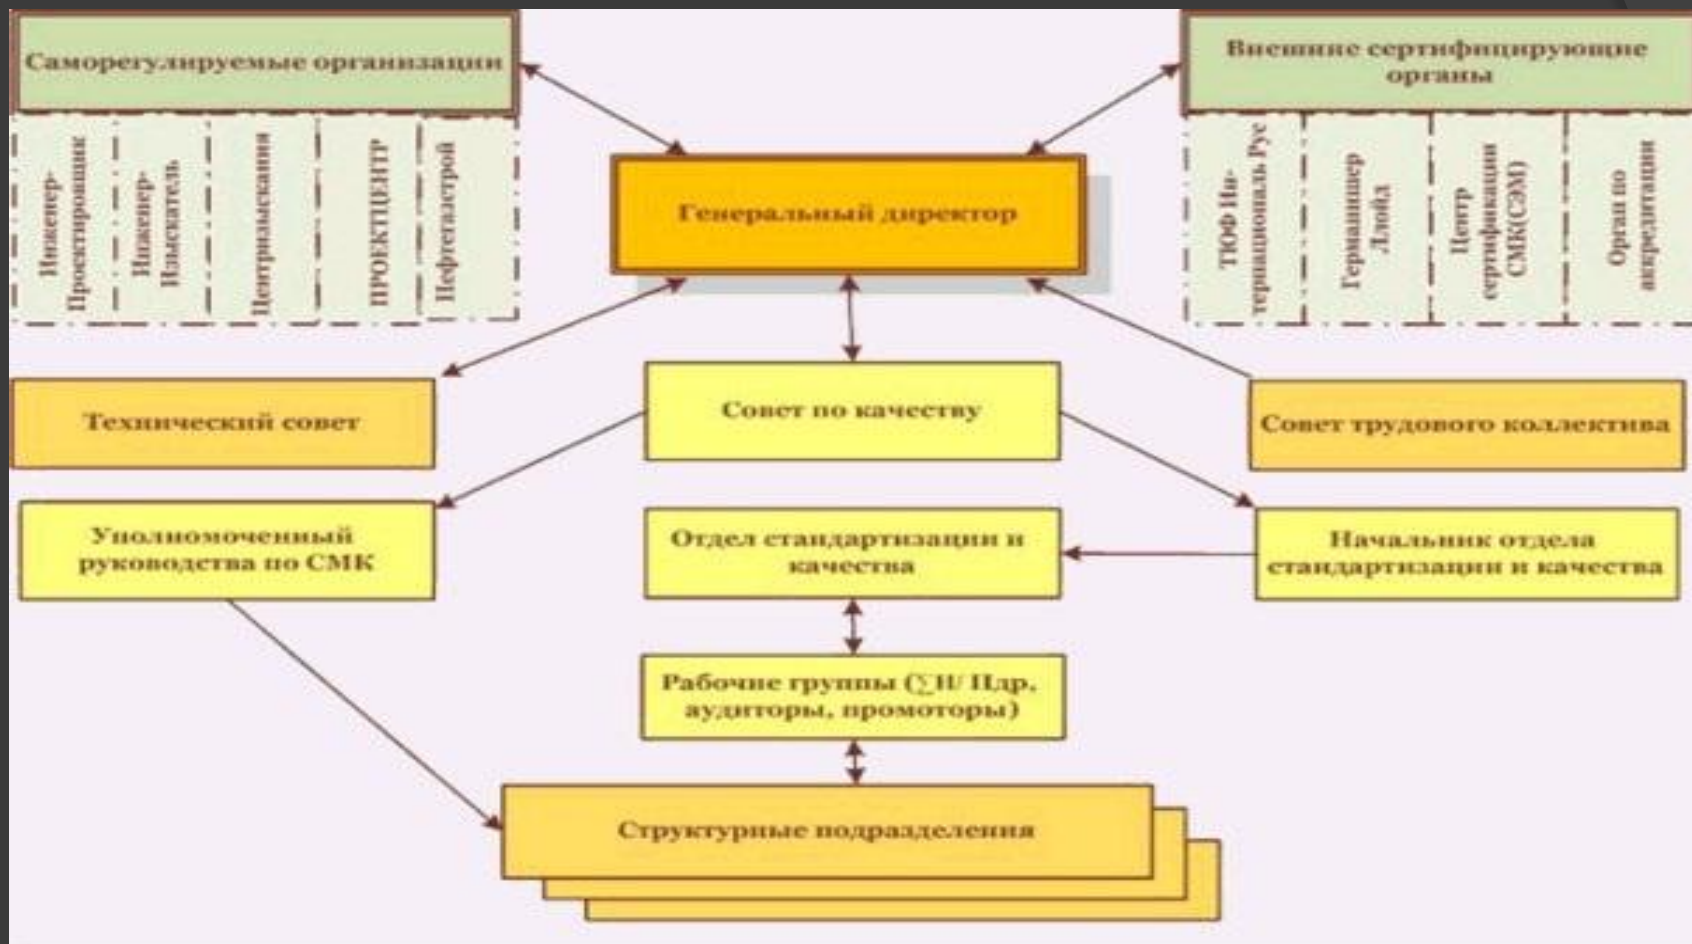 Саморегулируемые организации
Внешние сертифицирующие
органы
Инженер-
Проектировщик
Инженер-
Изыскатель
Центризыскания
ПРОЕКТЦЕНТР
Нефтегазстрой
Генеральный директор
ТЮФ Ин-
тернациональ Рус
Германишер
Ллойд
Центр
сертификации
СМК(СЭМ)
Орган по
аккредитации
Технический совет
Совет по качеству
Совет трудового коллектива
Уполномоченный
руководства по СМК
Отдел стандартизации и
качества
Начальник отдела
стандартизации и качества
Рабочие группы (∑И/ Пдр,
аудиторы, промоторы)
Структурные подразделения